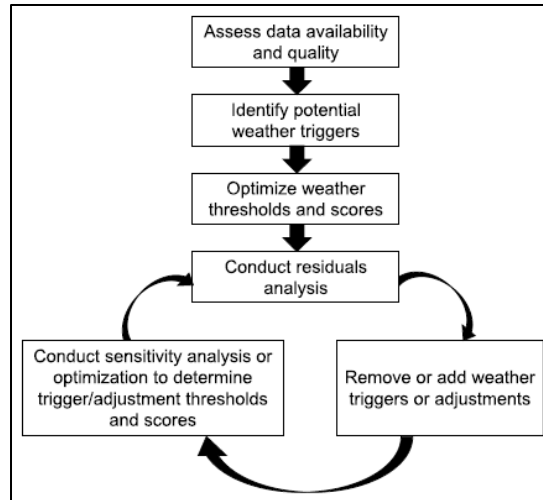 Assess data availability
and quality
Identify potential
weather triggers
Optimize weather
thresholds and scores
Conduct residuals
analysis
Conduct sensitivity analysis or
optimization to determine
trigger/adjustment thresholds
and scores
Remove or add weather
triggers or adjustments